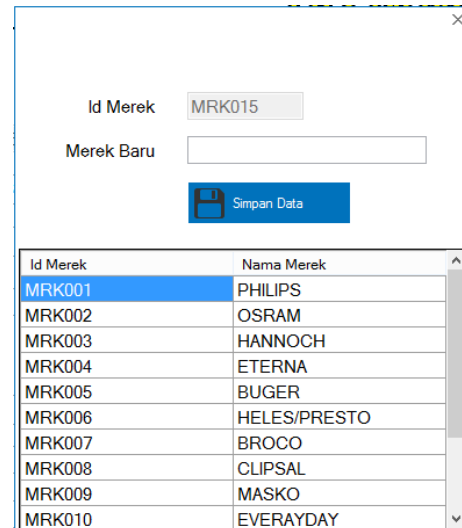 Id Merek MRK015
Merek Baru
Simpan Data
Id Merek Nama Merek
MRK001 PHILIPS
MRK002 OSRAM
MRK003 HANNOCH
MRK004 ETERNA
MRK005 BUGER
MRK006 HELES/PRESTO
MRK007 BROCO
MRK008 CLIPSAL
MRK009 MASKO
MRK010 EVERAYDAY